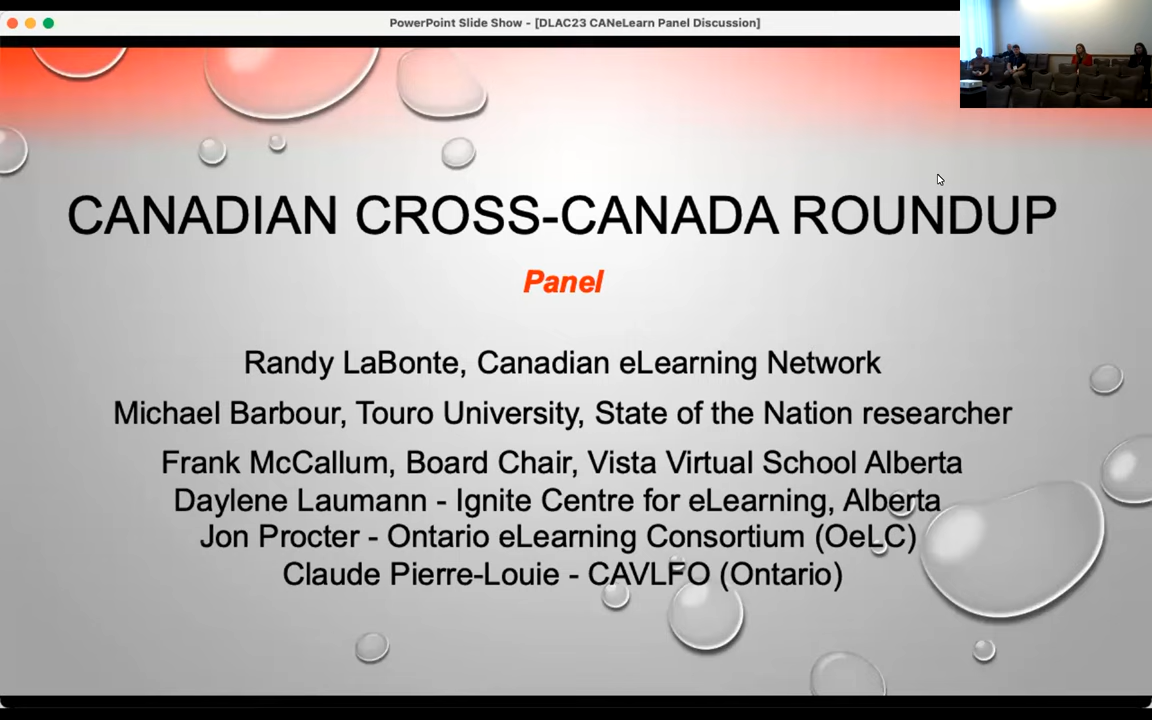 PowerPoint Slide Show - [DLAC23 CANeLearn Panel Discussion]
CANADIAN CROSS-CANADA ROUNDUP
Panel
Randy LaBonte, Canadian eLearning Network
Michael Barbour, Touro University, State of the Nation researcher
Frank McCallum, Board Chair, Vista Virtual School Alberta
Daylene Laumann - Ignite Centre for eLearning, Alberta
Jon Procter - Ontario eLearning Consortium (OeLC)
Claude Pierre-Louie - CAVLFO (Ontario)